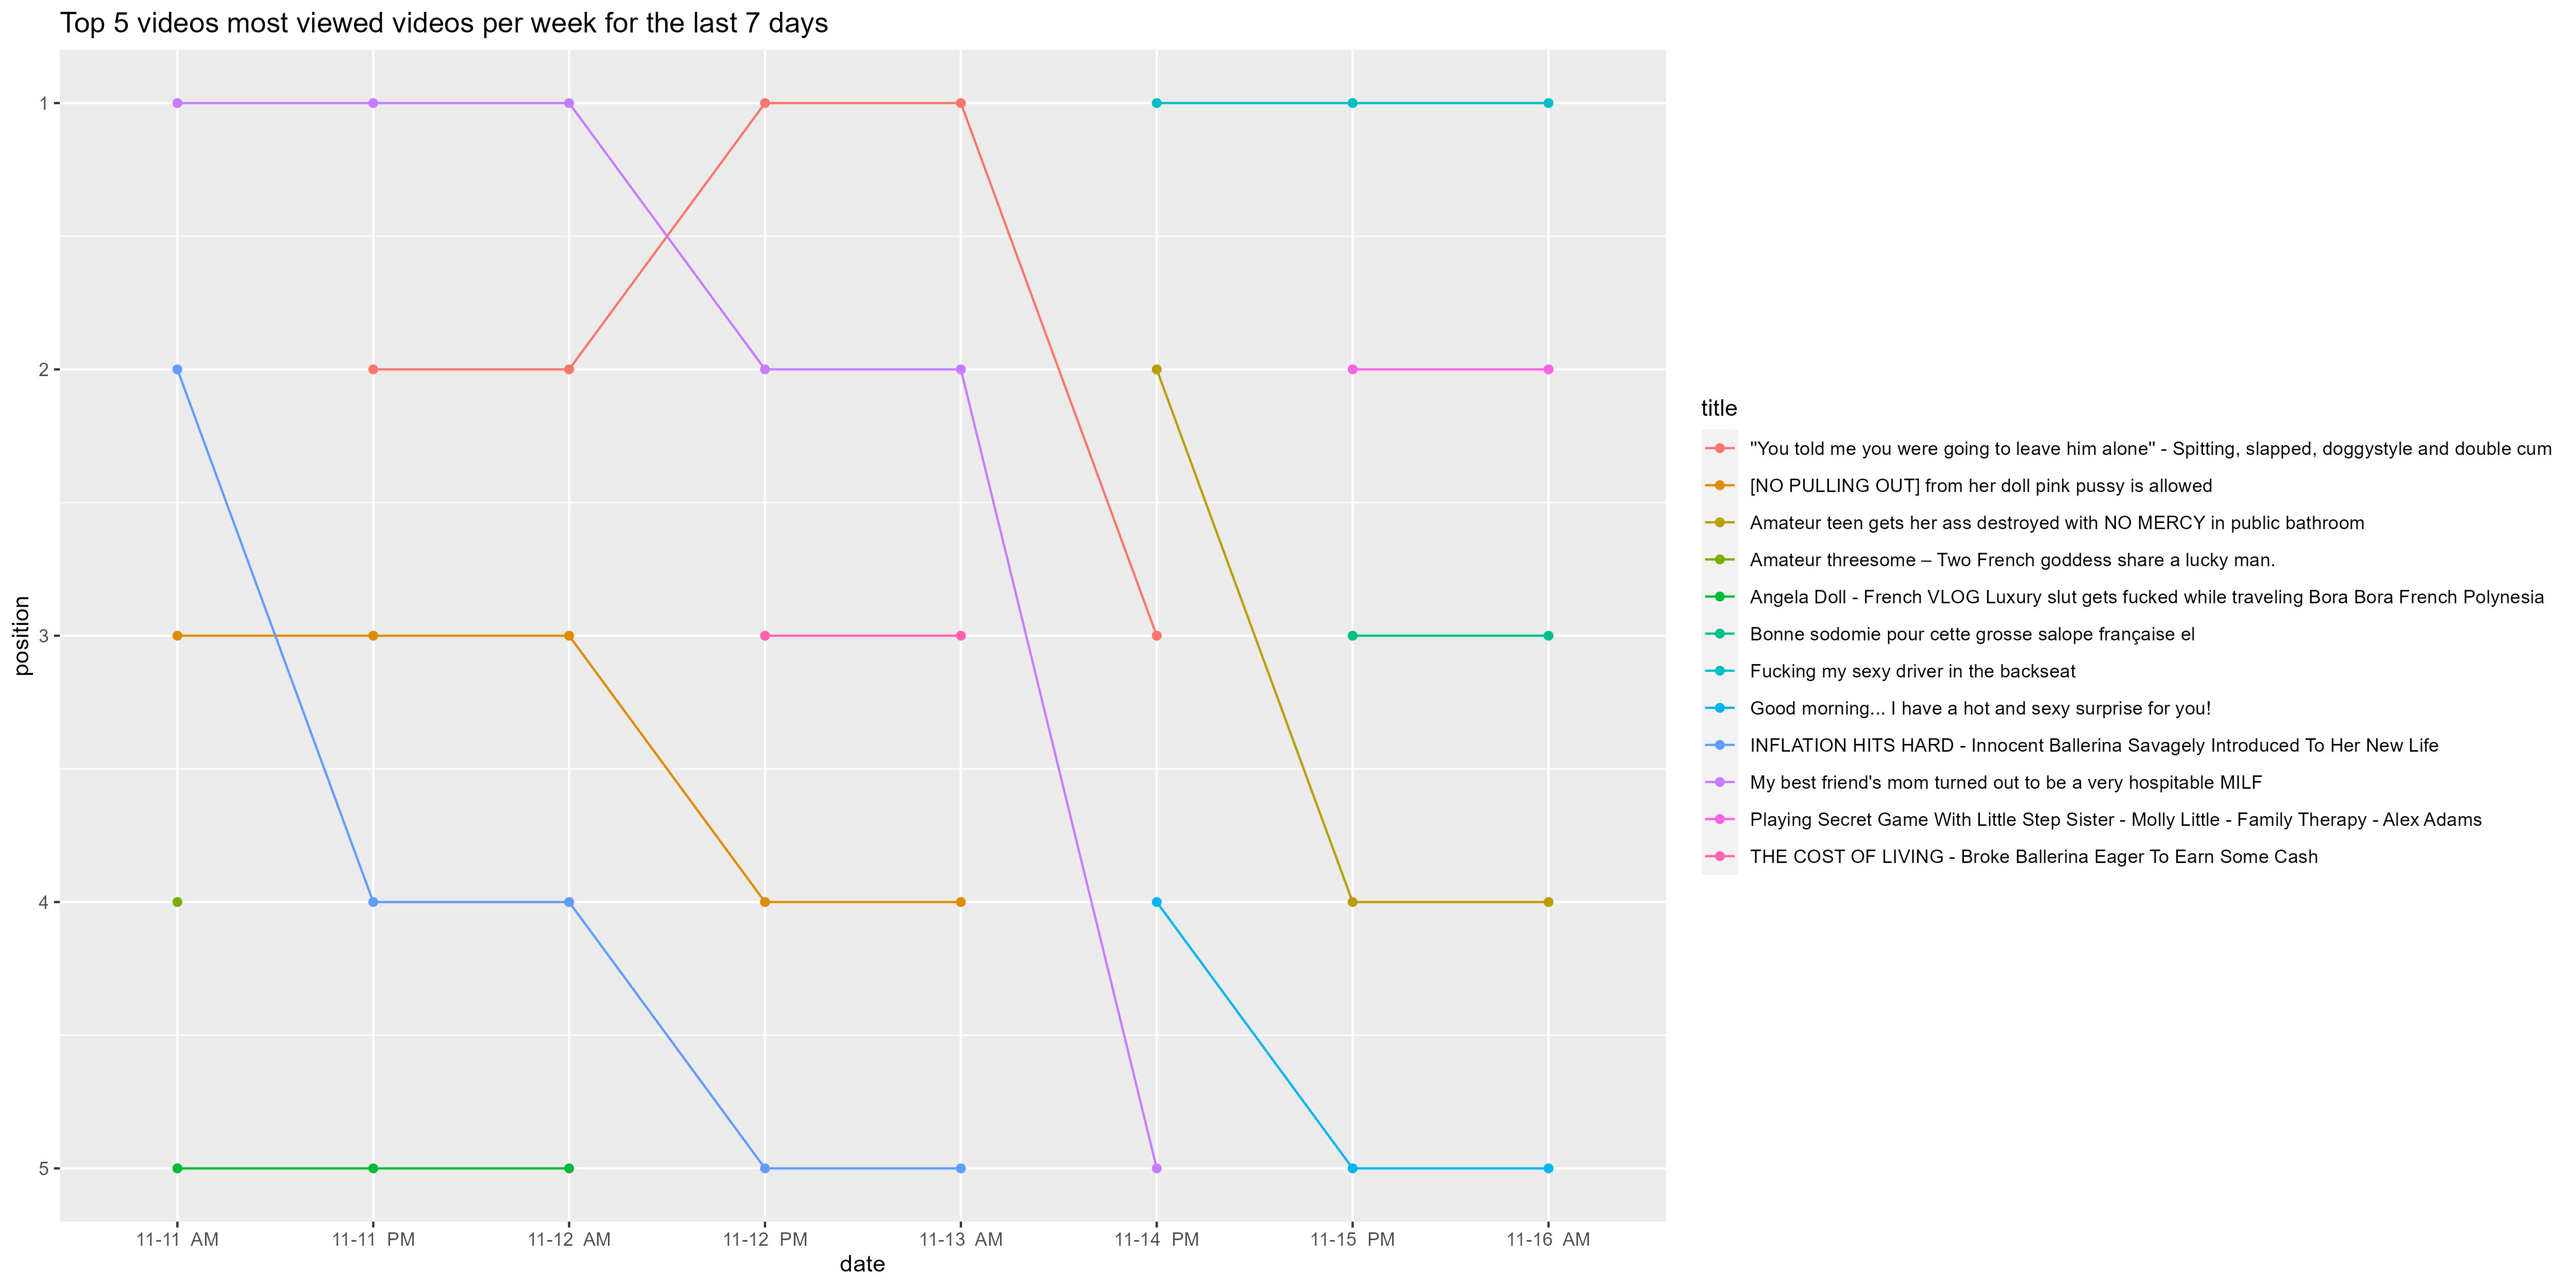 Top 5 videos most viewed videos per week for the last 7 days
position
1
2
3
4
5
11-11 AM
11-11 PM
11-12 AM
11-12 PM
11-13 AM
11-14 PM
11-15 PM
11-16 AM
date
title
"You told me you were going to leave him alone" - Spitting, slapped, doggystyle and double cum
[NO PULLING OUT] from her doll pink pussy is allowed
Amateur teen gets her ass destroyed with NO MERCY in public bathroom
Amateur threesome – Two French goddess share a lucky man.
Angela Doll - French VLOG Luxury slut gets fucked while traveling Bora Bora French Polynesia
Bonne sodomie pour cette grosse salope française el
Fucking my sexy driver in the backseat
Good morning... I have a hot and sexy surprise for you!
INFLATION HITS HARD - Innocent Ballerina Savagely Introduced To Her New Life
My best friend's mom turned out to be a very hospitable MILF
Playing Secret Game With Little Step Sister - Molly Little - Family Therapy - Alex Adams
THE COST OF LIVING - Broke Ballerina Eager To Earn Some Cash